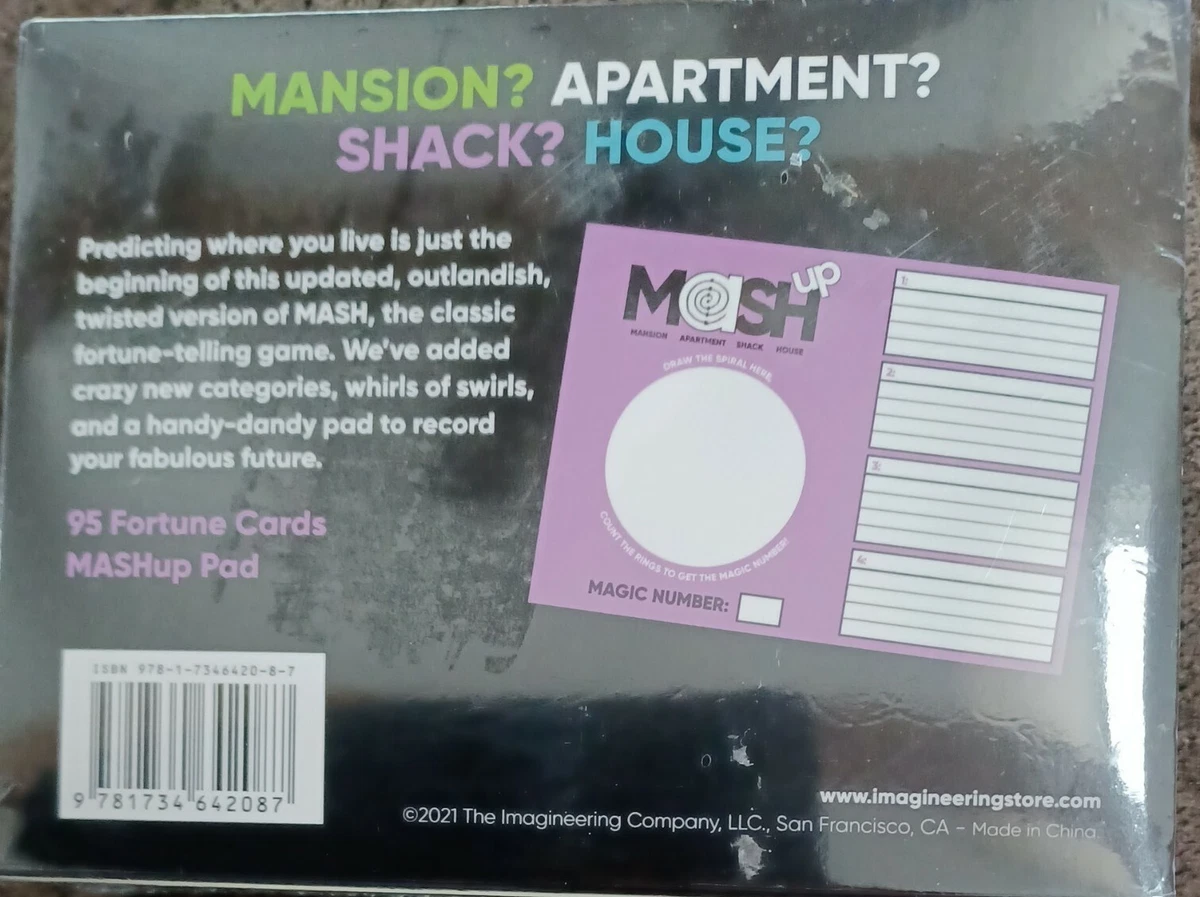 MANSION? APARTMENT?
SHACK? HOUSE?
Predicting where you live is just the
beginning of this updated, outlandish,
twisted version of MASH, the classic
fortune-telling game. We've added
crazy new categories, whirls of swirls,
and a handy-dandy pad to record
your fabulous future.
95 Fortune Cards
MASHup Pad
MaSHup
MANSION APARTMENT SHACK HOUSE
DRAW THE SPIRAL HERE,
COUNT THE RINGS TO GET THE MAGIC NUMBER!
MAGIC NUMBER:
1:
2:
3:
4:
ISBN 978-1-7346420-8-7
9 781734 642087
www.imagineeringstore.com
©2021 The Imagineering Company, LLC., San Francisco, CA - Made in China